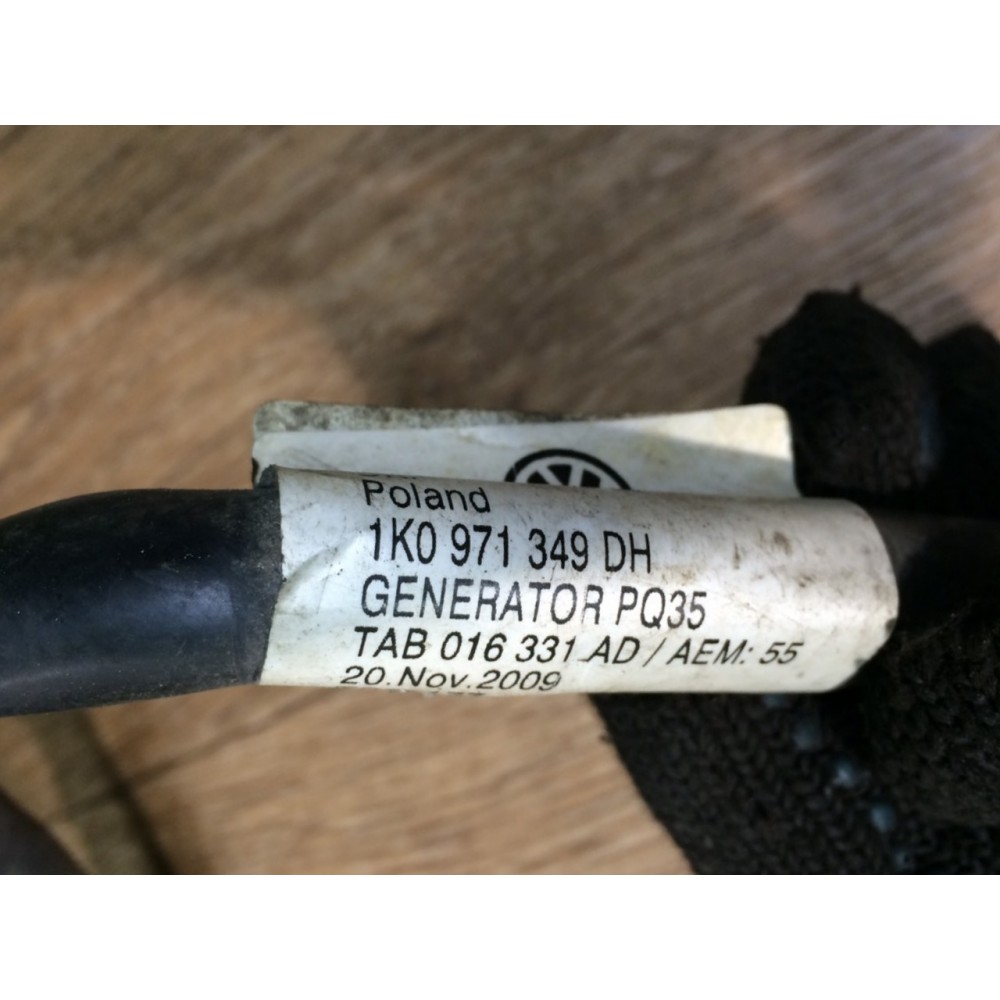 Poland
1K0 971 349 DH
GENERATOR PQ35
TAB 016 331 AD / AEM: 55
20.Nov.2009